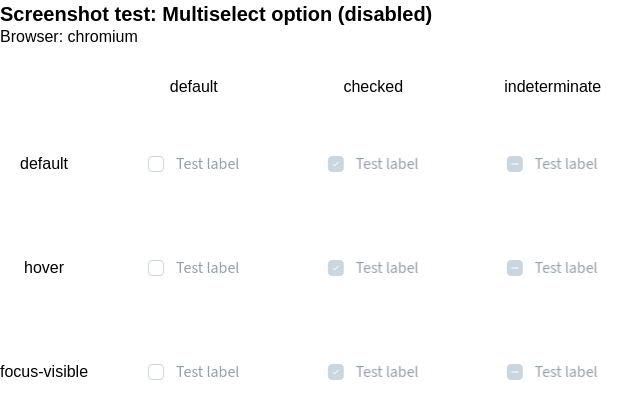 Screenshot test: Multiselect option (disabled)
Browser: chromium
default checked indeterminate
default Test label Test label Test label
hover Test label Test label Test label
focus-visible Test label Test label Test label